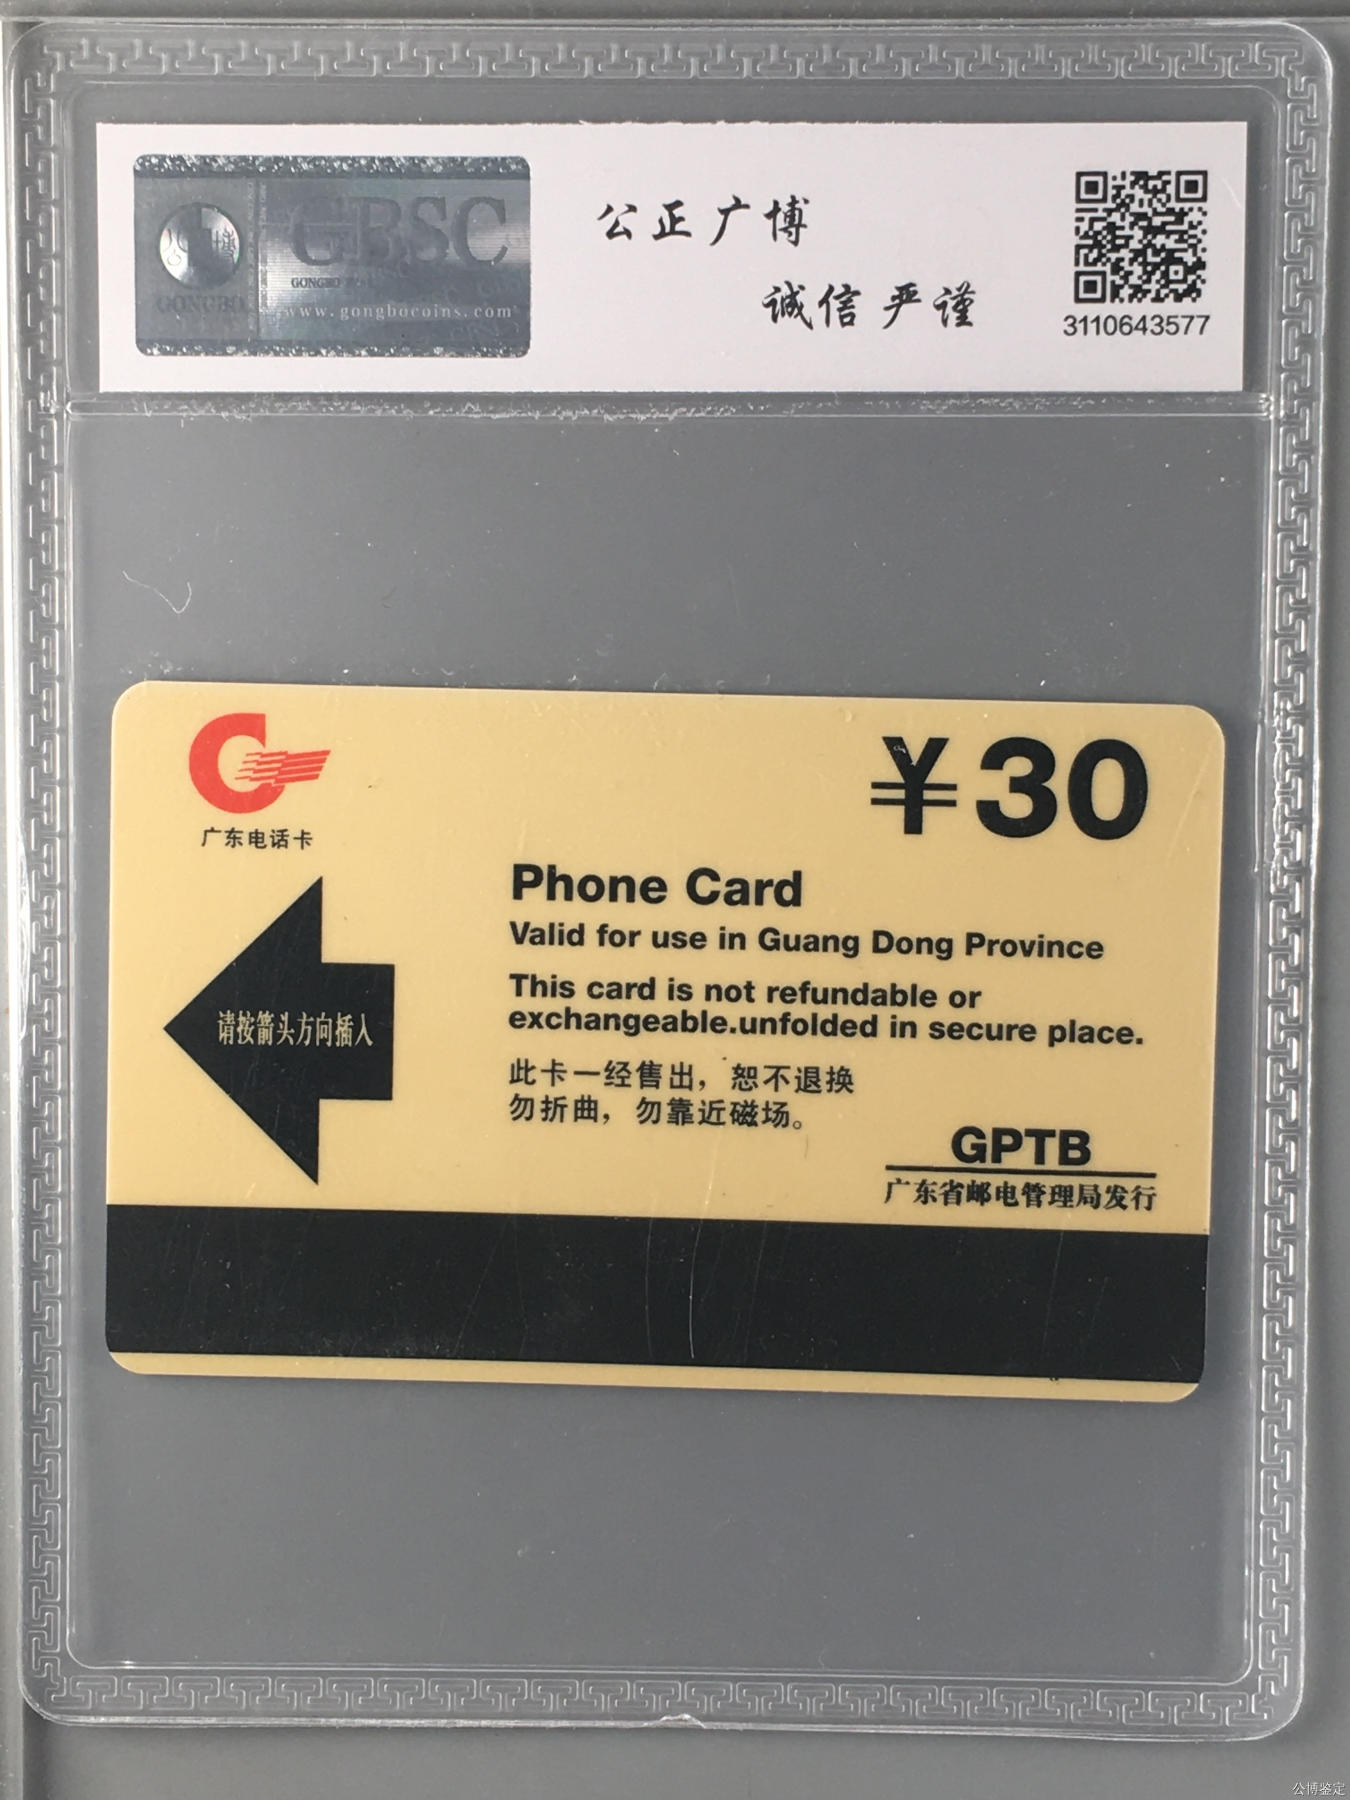 GBSC
GONGBO
www.gongbocoins.com
公正广博
诚信严谨
3110643577
¥30
广东电话卡
Phone Card
Valid for use in Guang Dong Province
This card is not refundable or
exchangeable.unfolded in secure place.
请按箭头方向插入
此卡一经售出，恕不退换
勿折曲，勿靠近磁场。
GPTB
广东省邮电管理局发行
公博鉴定